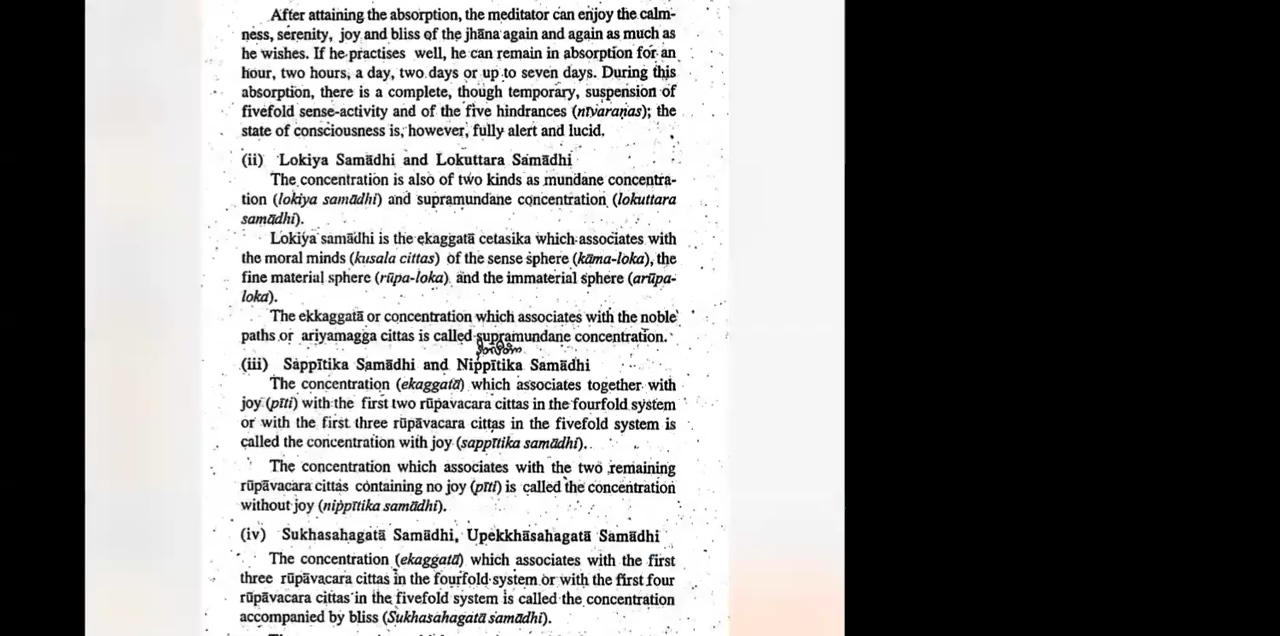 After attaining the absorption, the meditator can enjoy the calm-
ness, serenity, joy and bliss of the jhāna again and again as much as
he wishes. If he practises well, he can remain in absorption for an
hour, two hours, a day, two days or up to seven days. During this
absorption, there is a complete, though temporary, suspension of
fivefold sense-activity and of the five hindrances (nīvaraṇas); the
state of consciousness is, however, fully alert and lucid.
(ii) Lokiya Samādhi and Lokuttara Samādhi
The concentration is also of two kinds as mundane concentra-
tion (lokiya samādhi) and supramundane concentration (lokuttara
samādhi).
Lokiya samādhi is the ekaggatā cetasika which associates with
the moral minds (kusala cittas) of the sense sphere (kāma-loka), the
fine material sphere (rūpa-loka) and the immaterial sphere (arūpa-
loka).
The ekkaggatā or concentration which associates with the noble
paths or ariyamagga cittas is called supramundane concentration.
(iii) Sappītika Samādhi and Nippītika Samādhi
The concentration (ekaggatā) which associates together with
joy (pīti) with the first two rūpavacara cittas in the fourfold system
or with the first three rūpāvacara cittas in the fivefold system is
called the concentration with joy (sappītika samādhi).
The concentration which associates with the two remaining
rūpāvacara cittas containing no joy (pīti) is called the concentration
without joy (nippītika samādhi).
(iv) Sukhasahagatā Samādhi, Upekkhāsahagatā Samādhi
The concentration (ekaggatā) which associates with the first
three rūpāvacara cittas in the fourfold system or with the first four
rūpāvacara cittas in the fivefold system is called the concentration
accompanied by bliss (Sukhasahagatā samādhi).